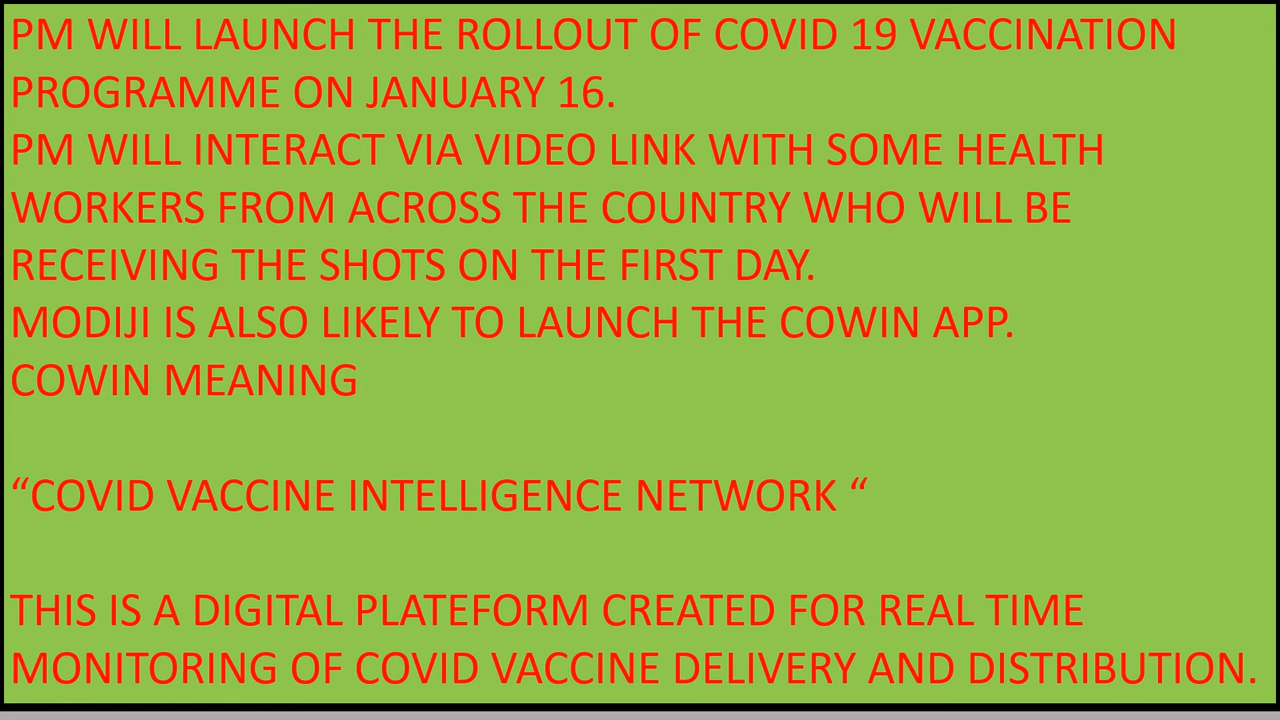 PM WILL LAUNCH THE ROLLOUT OF COVID 19 VACCINATION
PROGRAMME ON JANUARY 16.
PM WILL INTERACT VIA VIDEO LINK WITH SOME HEALTH
WORKERS FROM ACROSS THE COUNTRY WHO WILL BE
RECEIVING THE SHOTS ON THE FIRST DAY.
MODIJI IS ALSO LIKELY TO LAUNCH THE COWIN APP.
COWIN MEANING
“COVID VACCINE INTELLIGENCE NETWORK “
THIS IS A DIGITAL PLATEFORM CREATED FOR REAL TIME
MONITORING OF COVID VACCINE DELIVERY AND DISTRIBUTION.